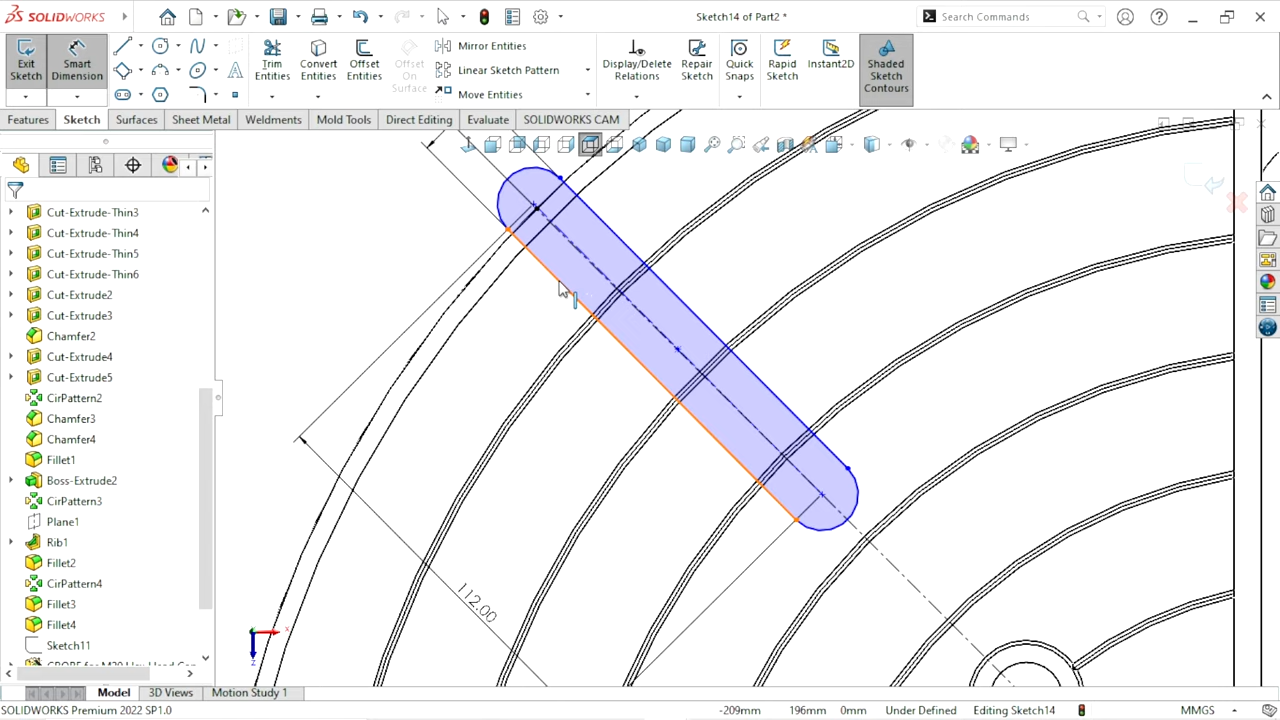 SOLIDWORKS
Sketch14 of Part2 *
Search Commands
Exit Sketch
Smart Dimension
Trim Entities
Convert Entities
Offset Entities
Offset On Surface
Mirror Entities
Linear Sketch Pattern
Move Entities
Display/Delete Relations
Repair Sketch
Quick Snaps
Rapid Sketch
Instant2D
Shaded Sketch Contours
Features
Sketch
Surfaces
Sheet Metal
Weldments
Mold Tools
Direct Editing
Evaluate
SOLIDWORKS CAM
Cut-Extrude-Thin3
Cut-Extrude-Thin4
Cut-Extrude-Thin5
Cut-Extrude-Thin6
Cut-Extrude2
Cut-Extrude3
Chamfer2
Cut-Extrude4
Cut-Extrude5
CirPattern2
Chamfer3
Chamfer4
Fillet1
Boss-Extrude2
CirPattern3
Plane1
Rib1
Fillet2
CirPattern4
Fillet3
Fillet4
Sketch11
112.00
x
z
Model
3D Views
Motion Study 1
SOLIDWORKS Premium 2022 SP1.0
-209mm
196mm
0mm
Under Defined
Editing Sketch14
MMGS